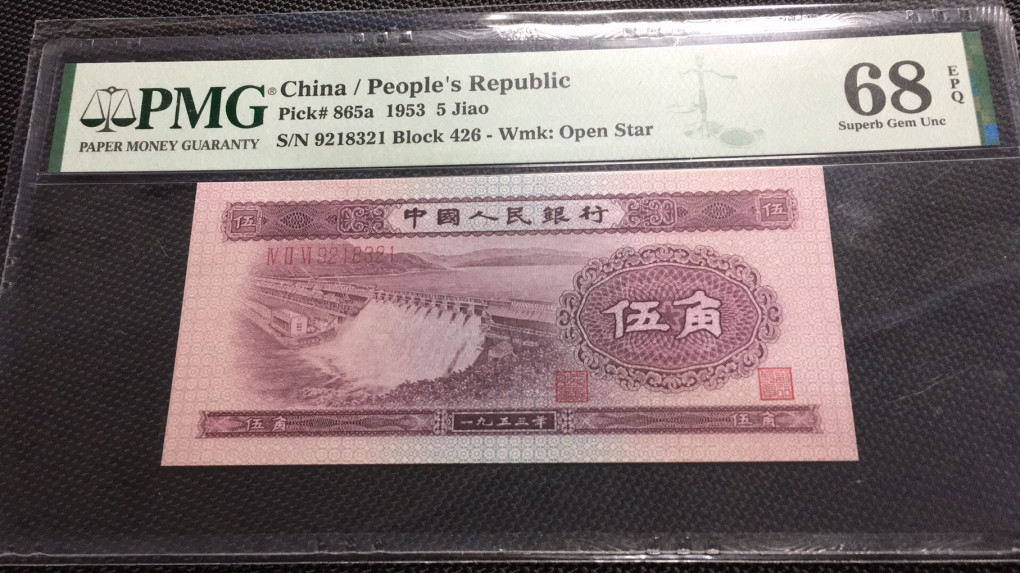 PMG®
PAPER MONEY GUARANTY
China / People's Republic
Pick# 865a 1953 5 Jiao
S/N 9218321 Block 426 - Wmk: Open Star
68 EPQ
Superb Gem Unc
伍 中國人民銀行 伍
IV II VI 9218321
伍角
伍角 一九五三年 伍角